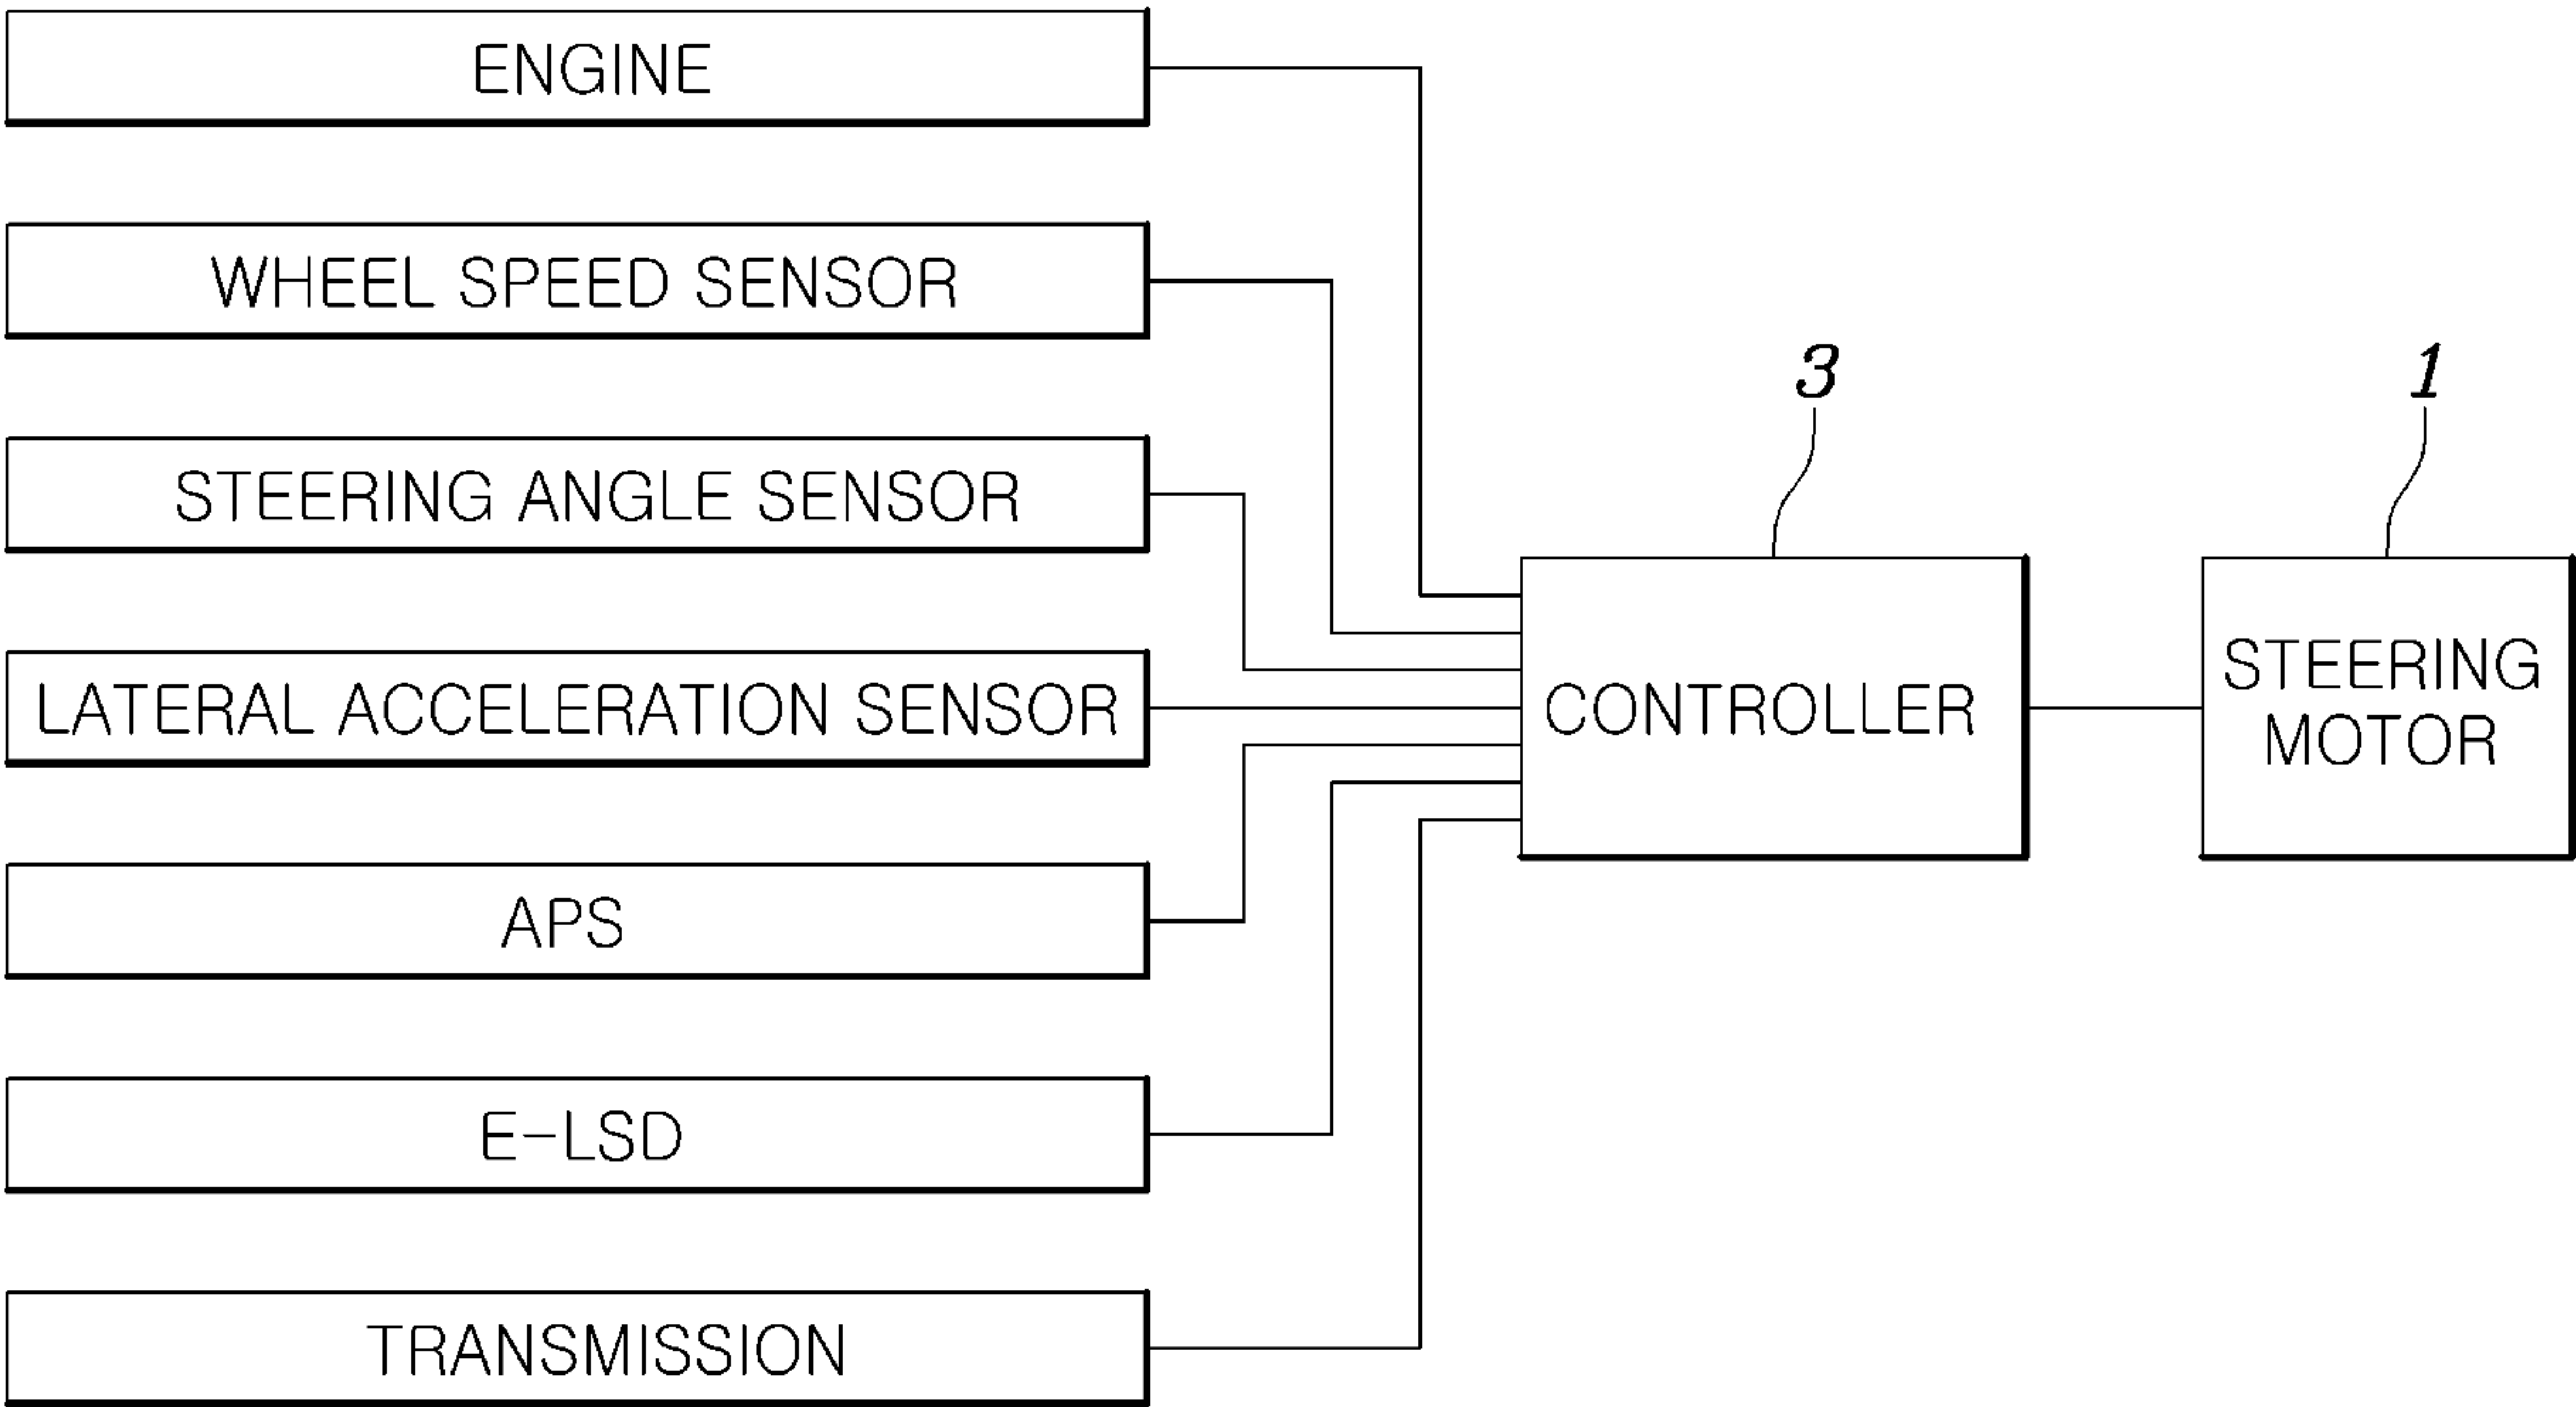 ENGINE
WHEEL SPEED SENSOR
STEERING ANGLE SENSOR
LATERAL ACCELERATION SENSOR
APS
E-LSD
TRANSMISSION
3
CONTROLLER
1
STEERING
MOTOR